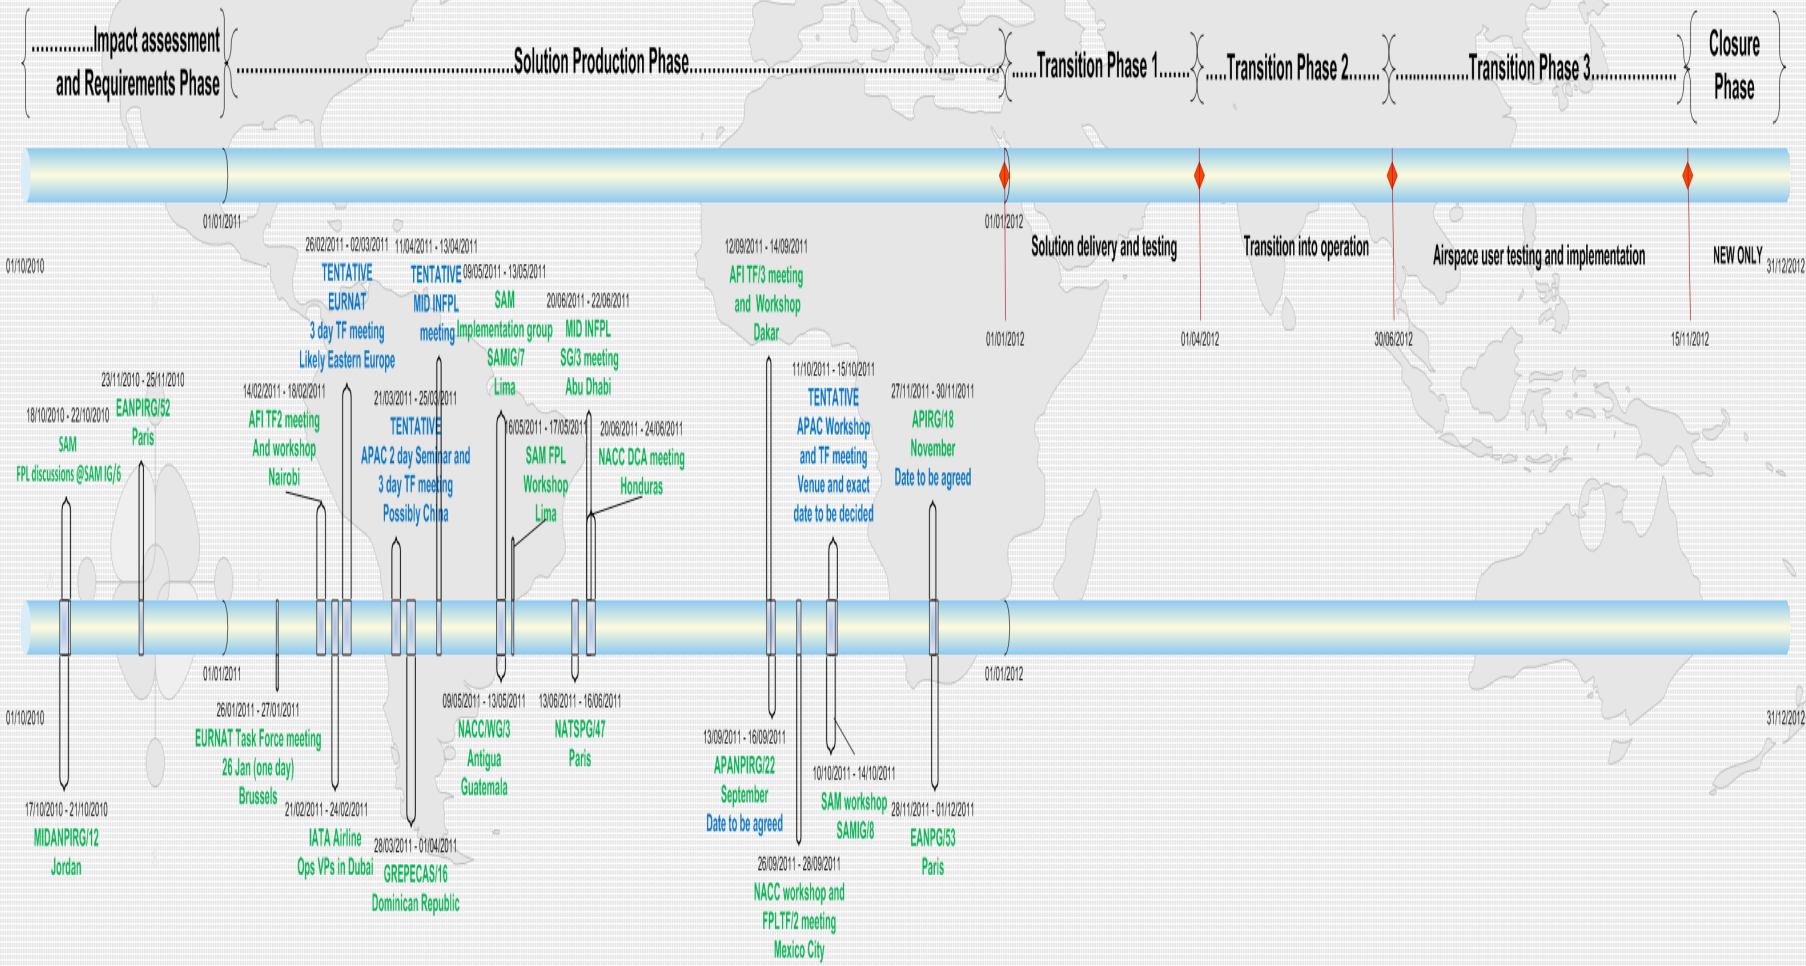 ..............Impact assessment
and Requirements Phase
Solution Production Phase
Transition Phase 1
Transition Phase 2
Transition Phase 3
Closure
Phase
01/10/2010
01/01/2011
01/01/2012
31/12/2012
Solution delivery and testing
Transition into operation
Airspace user testing and implementation
NEW ONLY
01/01/2012
01/04/2012
30/06/2012
15/11/2012
18/10/2010 - 22/10/2010
SAM
FPL discussions @SAM IG/6
23/11/2010 - 25/11/2010
EANPIRG/52
Paris
14/02/2011 - 18/02/2011
AFI TF2 meeting
And workshop
Nairobi
26/02/2011 - 02/03/2011
TENTATIVE
EURNAT
3 day TF meeting
Likely Eastern Europe
21/03/2011 - 25/03/2011
TENTATIVE
APAC 2 day Seminar and
3 day TF meeting
Possibly China
11/04/2011 - 13/04/2011
TENTATIVE
MID INFPL
meeting
09/05/2011 - 13/05/2011
SAM
Implementation group
SAMIG/7
Lima
16/05/2011 - 17/05/2011
SAM FPL
Workshop
Lima
20/06/2011 - 22/06/2011
MID INFPL
SG/3 meeting
Abu Dhabi
20/06/2011 - 24/06/2011
NACC DCA meeting
Honduras
12/09/2011 - 14/09/2011
AFI TF/3 meeting
and Workshop
Dakar
11/10/2011 - 15/10/2011
TENTATIVE
APAC Workshop
and TF meeting
Venue and exact
date to be decided
27/11/2011 - 30/11/2011
APIRG/18
November
Date to be agreed
01/10/2010
01/01/2011
01/01/2012
31/12/2012
17/10/2010 - 21/10/2010
MIDANPIRG/12
Jordan
26/01/2011 - 27/01/2011
EURNAT Task Force meeting
26 Jan (one day)
Brussels
21/02/2011 - 24/02/2011
IATA Airline
Ops VPs in Dubai
28/03/2011 - 01/04/2011
GREPECAS/16
Dominican Republic
09/05/2011 - 13/05/2011
NACC/WG/3
Antigua
Guatemala
13/06/2011 - 16/06/2011
NATSPG/47
Paris
13/09/2011 - 16/09/2011
APANPIRG/22
September
Date to be agreed
26/09/2011 - 28/09/2011
NACC workshop and
FPLTF/2 meeting
Mexico City
10/10/2011 - 14/10/2011
SAM workshop
SAMIG/8
28/11/2011 - 01/12/2011
EANPG/53
Paris